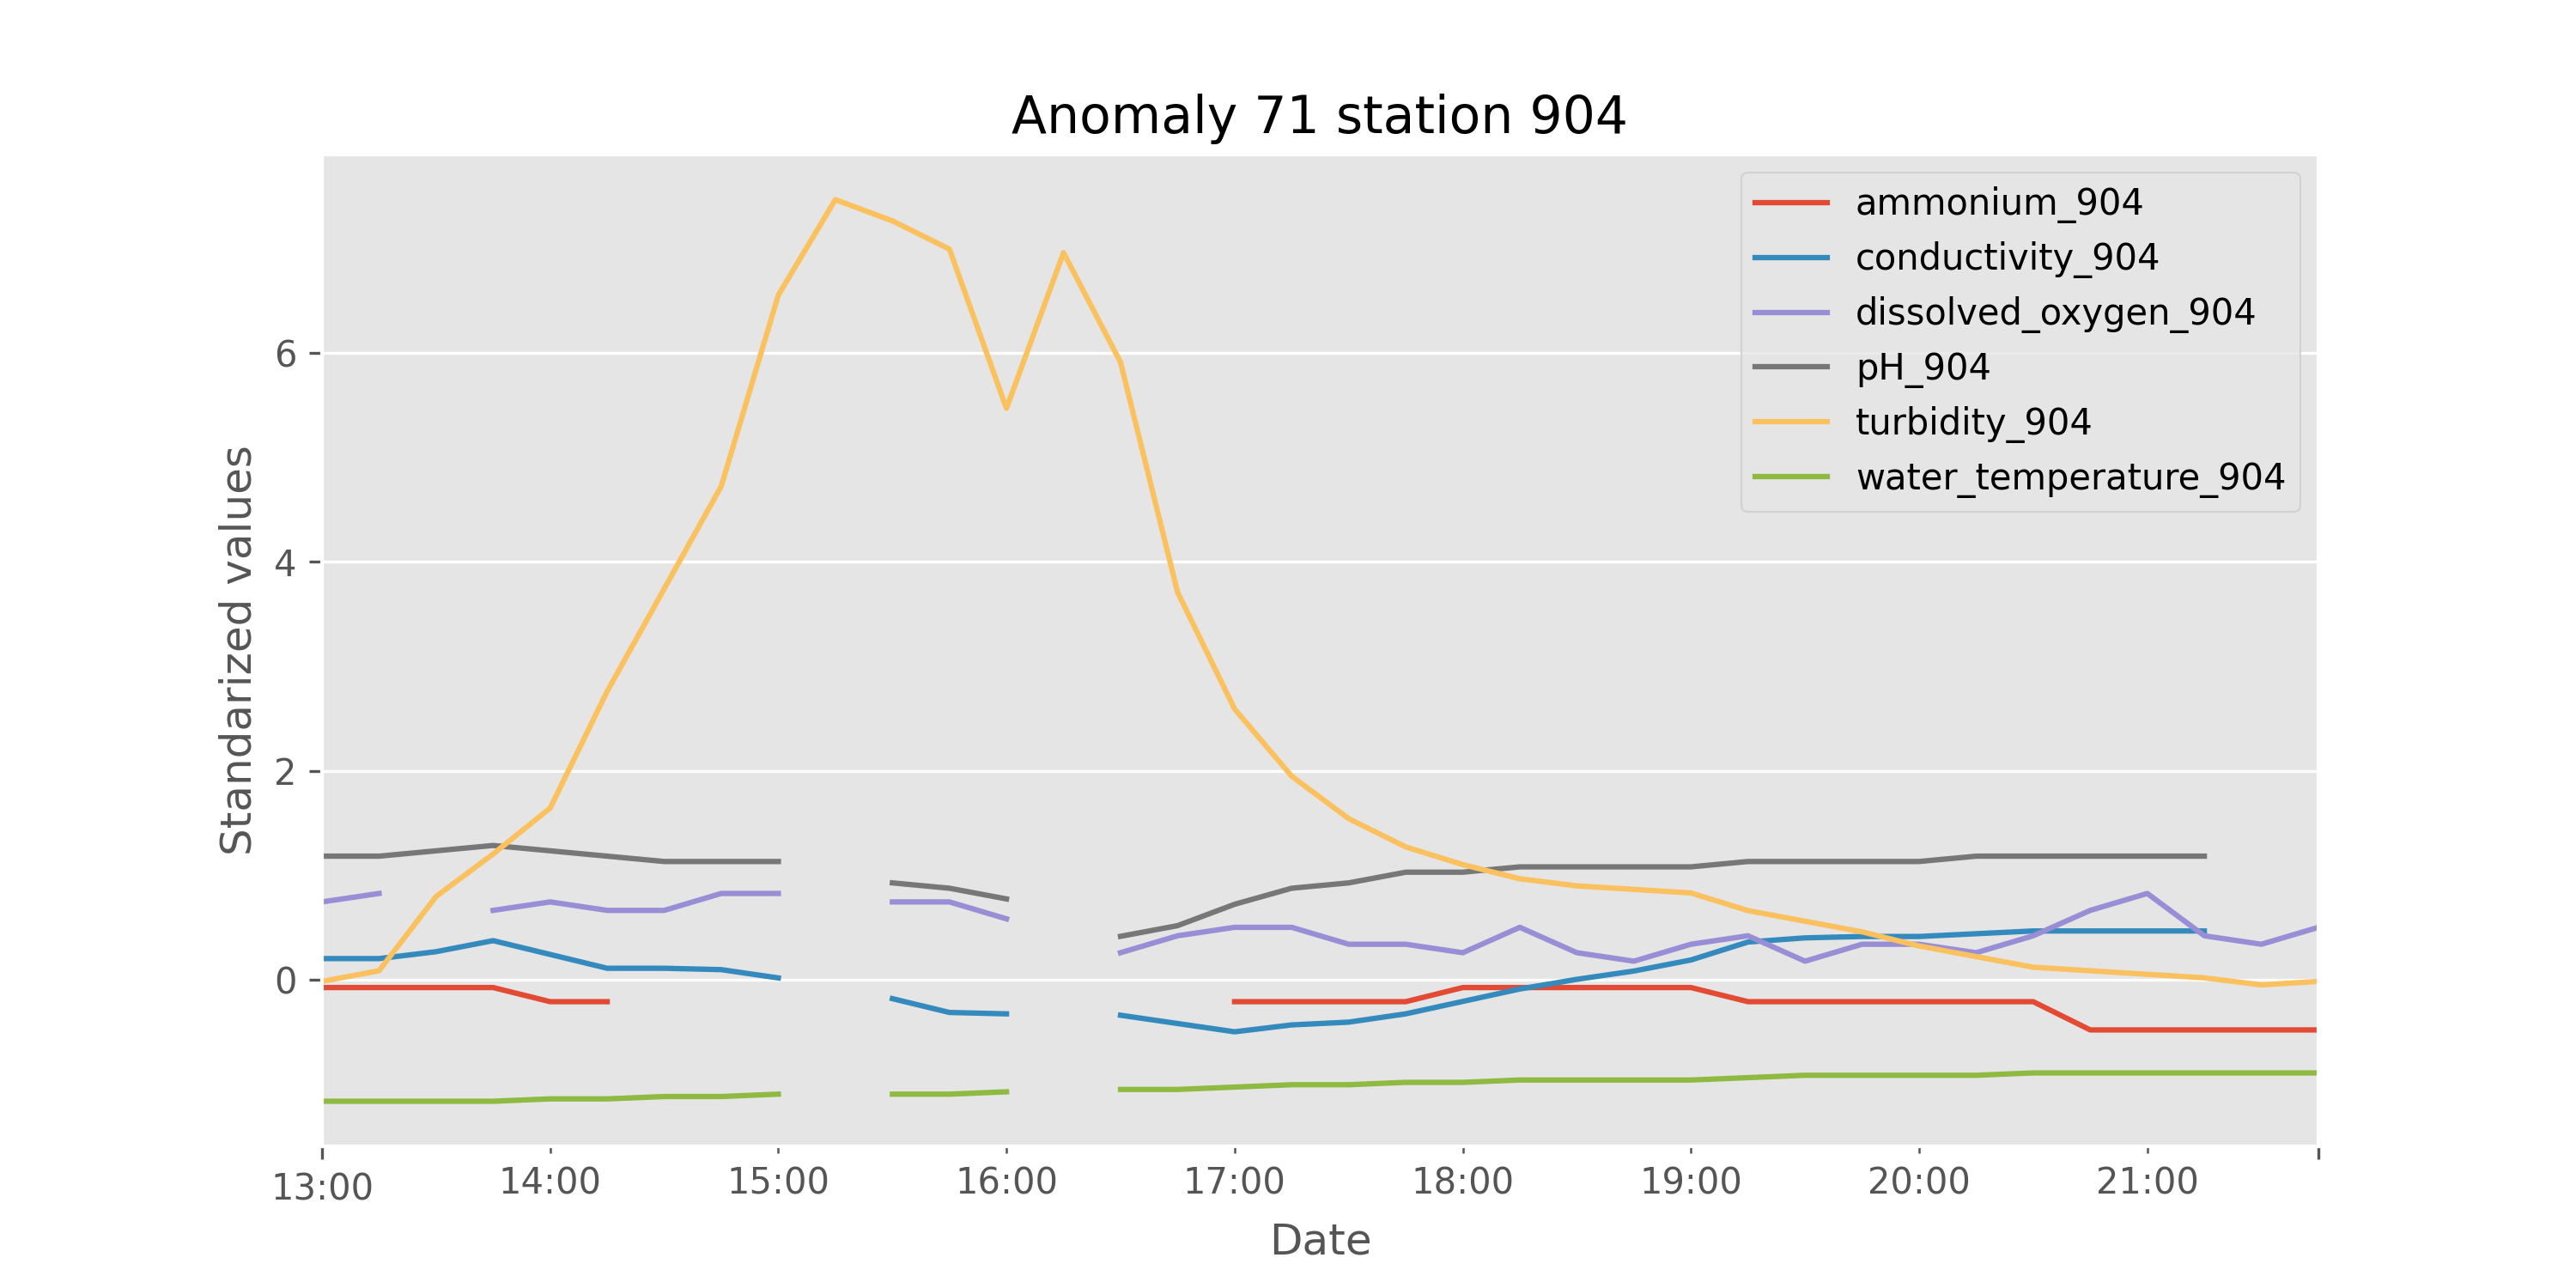 Anomaly 71 station 904
ammonium_904
conductivity_904
dissolved_oxygen_904
pH_904
turbidity_904
water_temperature_904
Standarized values
6
4
2
0
13:00 14:00 15:00 16:00 17:00 18:00 19:00 20:00 21:00
Date